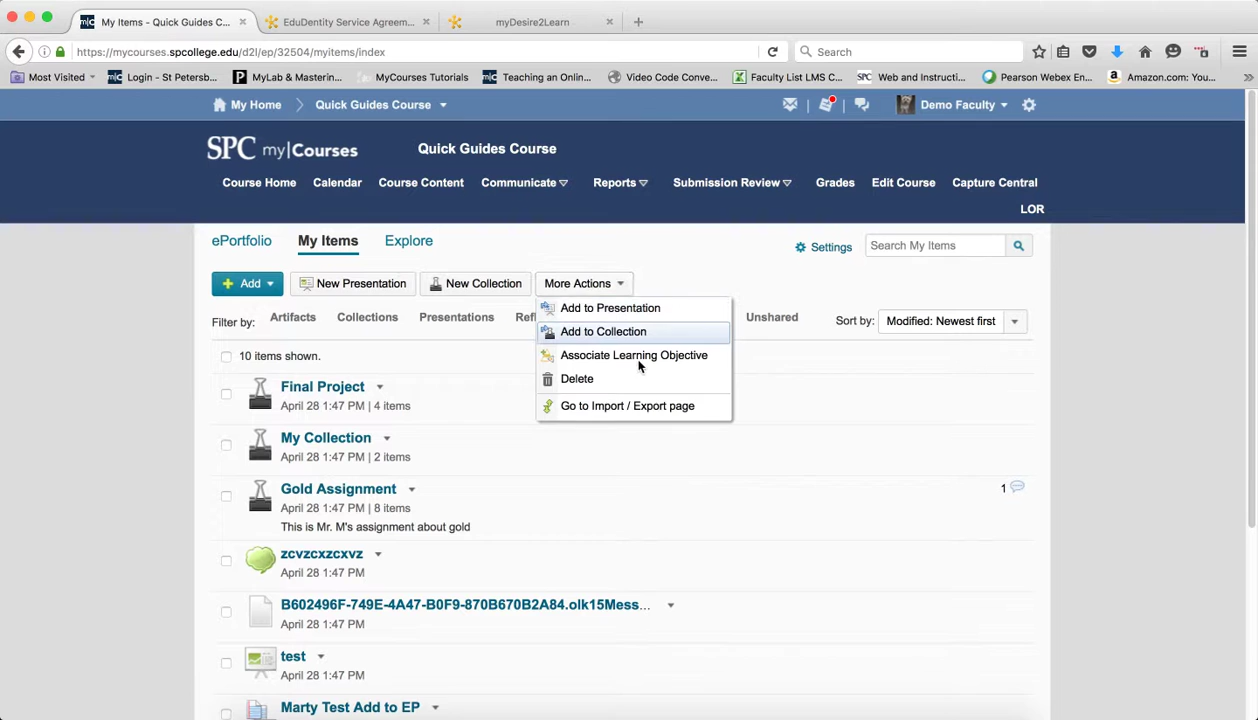 My Items - Quick Guides C...
EduDentity Service Agreem...
myDesire2Learn
https://mycourses.spcollege.edu/d2l/ep/32504/myitems/index
Search
Most Visited
Login - St Petersb...
MyLab & Masterin...
MyCourses Tutorials
Teaching an Onlin...
Video Code Conve...
Faculty List LMS C...
Web and Instructi...
Pearson Webex En...
Amazon.com: You...
My Home
Quick Guides Course
Demo Faculty
SPC my|Courses
Quick Guides Course
Course Home
Calendar
Course Content
Communicate
Reports
Submission Review
Grades
Edit Course
Capture Central
LOR
ePortfolio
My Items
Explore
Settings
Search My Items
Add
New Presentation
New Collection
More Actions
Add to Presentation
Add to Collection
Associate Learning Objective
Delete
Go to Import / Export page
Filter by:
Artifacts
Collections
Presentations
Unshared
Sort by:
Modified: Newest first
10 items shown.
Final Project
April 28 1:47 PM | 4 items
My Collection
April 28 1:47 PM | 2 items
Gold Assignment
1
April 28 1:47 PM | 8 items
This is Mr. M's assignment about gold
zcvzcxzcxvz
April 28 1:47 PM
B602496F-749E-4A47-B0F9-870B670B2A84.olk15Mess...
April 28 1:47 PM
test
April 28 1:47 PM
Marty Test Add to EP